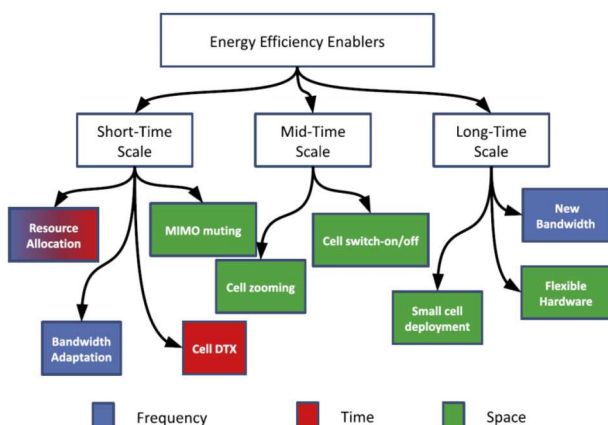 Energy Efficiency Enablers
Short-Time
Scale
Mid-Time
Scale
Long-Time
Scale
Resource
Allocation
MIMO muting
Cell switch-on/off
New
Bandwidth
Cell zooming
Small cell
deployment
Flexible
Hardware
Bandwidth
Adaptation
Cell DTX
Frequency
Time
Space